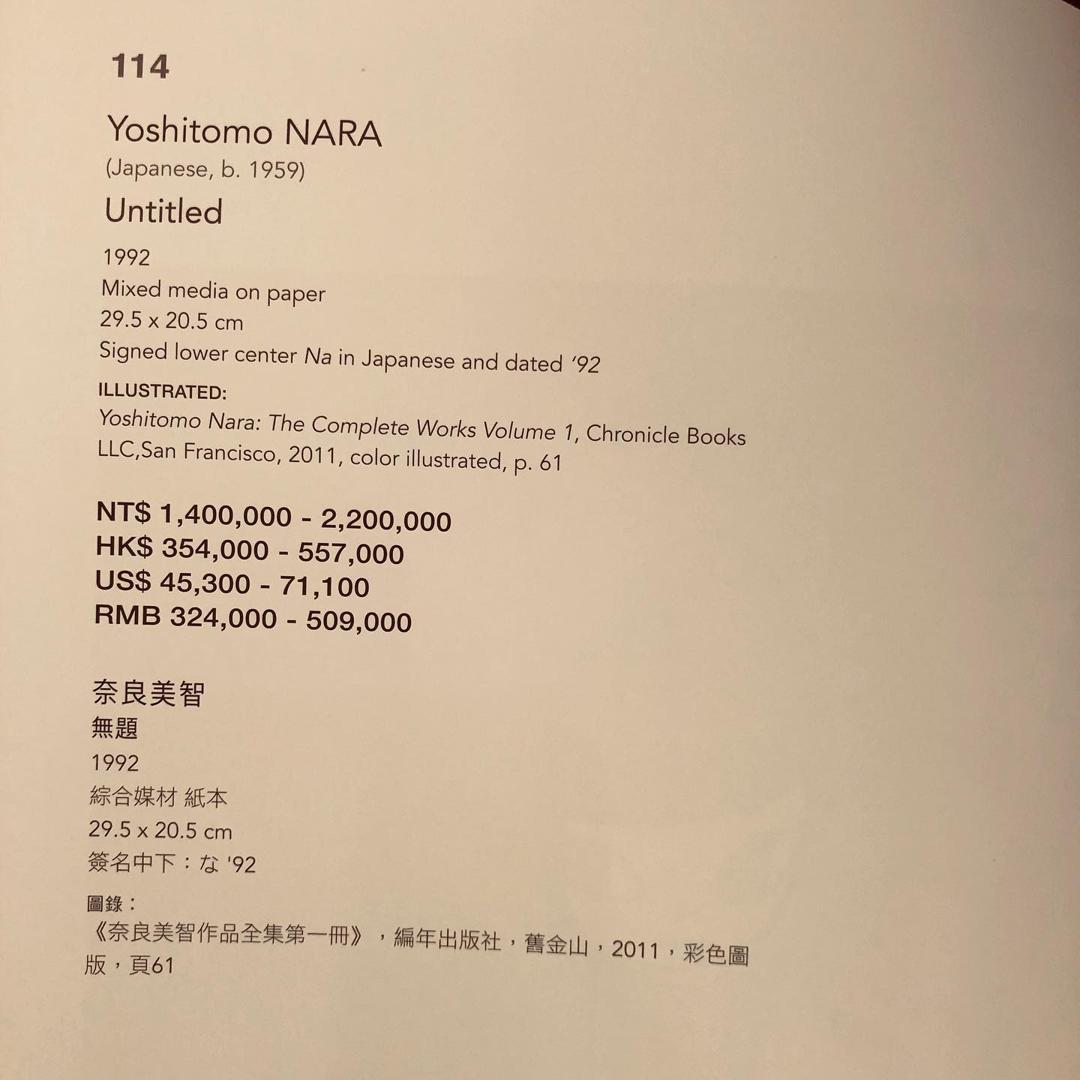 114
Yoshitomo NARA
(Japanese, b. 1959)
Untitled
1992
Mixed media on paper
29.5 x 20.5 cm
Signed lower center Na in Japanese and dated '92
ILLUSTRATED:
Yoshitomo Nara: The Complete Works Volume 1, Chronicle Books
LLC,San Francisco, 2011, color illustrated, p. 61
NT$ 1,400,000 - 2,200,000
HK$ 354,000 - 557,000
US$ 45,300 - 71,100
RMB 324,000 - 509,000
奈良美智
無題
1992
綜合媒材 紙本
29.5 x 20.5 cm
簽名中下：な '92
圖錄：
《奈良美智作品全集第一冊》，編年出版社，舊金山，2011，彩色圖
版，頁61